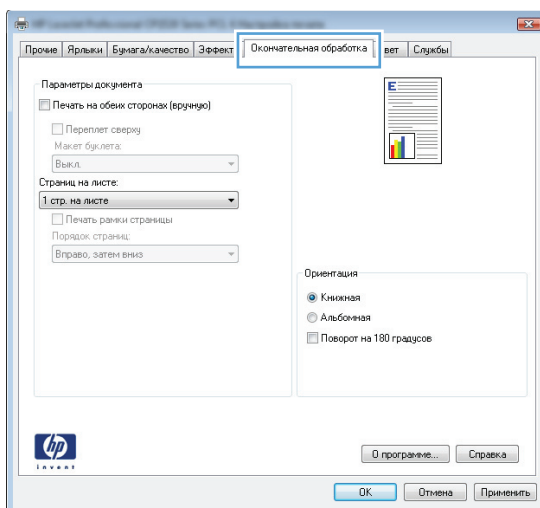 Прочие Ярлыки Бумага/качество Эффект Окончательная обработка вет Службы
Параметры документа
Печать на обеих сторонах (вручную)
Переплет сверху
Макет буклета:
Выкл.
Страниц на листе:
1 стр. на листе
Печать рамки страницы
Порядок страниц:
Вправо, затем вниз
E
Ориентация
Книжная
Альбомная
Поворот на 180 градусов
hp
invent
О программе... Справка
OK Отмена Применить